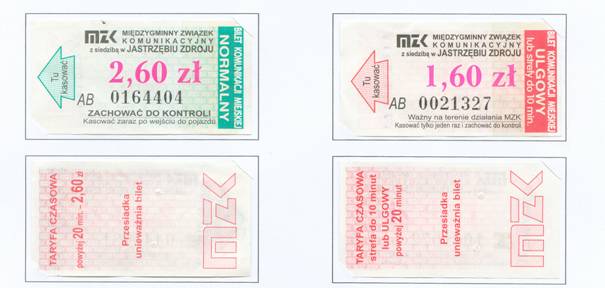 MZK MIĘDZYGMINNY ZWIĄZEK
KOMUNIKACYJNY
z siedzibą w JASTRZĘBIU ZDROJU
Tu
kasować
2,60 zł
AB 0164404
ZACHOWAĆ DO KONTROLI
Kasować zaraz po wejściu do pojazdu
BILET KOMUNIKACJI MIEJSKIEJ
NORMALNY
MZK MIĘDZYGMINNY ZWIĄZEK
KOMUNIKACYJNY
z siedzibą w JASTRZĘBIU ZDROJU
Tu
kasować
1,60 zł
AB 0021327
Ważny na terenie działania MZK
Kasować tylko jeden raz i zachować do kontroli
BILET KOMUNIKACJI MIEJSKIEJ
ULGOWY
lub strefy do 10 min.
TARYFA CZASOWA
powyżej 20 min. - 2,60 zł
Przesiadka
unieważnia bilet
MZK
TARYFA CZASOWA
strefa do 10 minut
lub ULGOWY
powyżej 20 minut
Przesiadka
unieważnia bilet
MZK